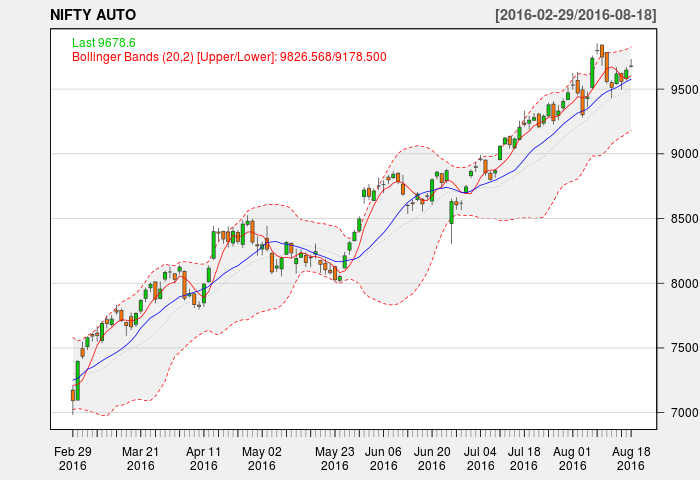 NIFTY AUTO [2016-02-29/2016-08-18]
Last 9678.6
Bollinger Bands (20,2) [Upper/Lower]: 9826.568/9178.500
9500
9000
8500
8000
7500
7000
Feb 29 Mar 21 Apr 11 May 02 May 23 Jun 06 Jun 20 Jul 04 Jul 18 Aug 01 Aug 18
2016 2016 2016 2016 2016 2016 2016 2016 2016 2016 2016